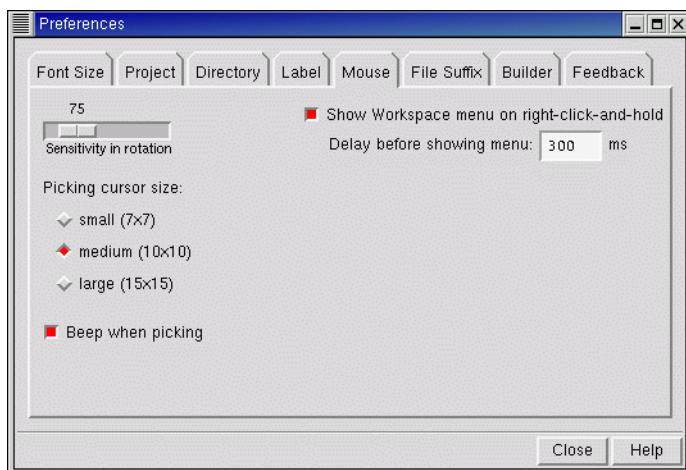 Preferences
Font Size Project Directory Label Mouse File Suffix Builder Feedback
75
Sensitivity in rotation
Show Workspace menu on right-click-and-hold
Delay before showing menu: 300 ms
Picking cursor size:
small (7x7)
medium (10x10)
large (15x15)
Beep when picking
Close Help